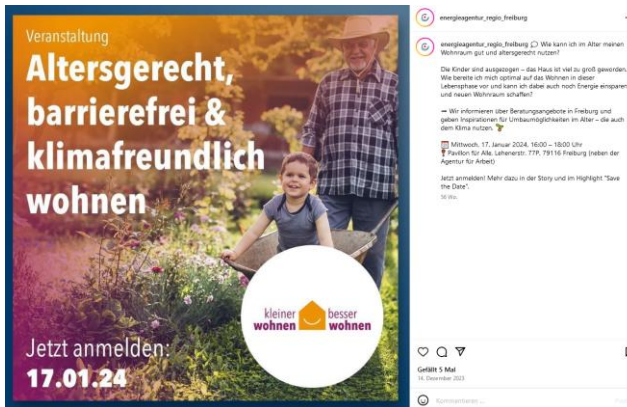 Veranstaltung
Altersgerecht,
barrierefrei &
klimafreundlich
wohnen
kleiner besser
wohnen wohnen
Jetzt anmelden:
17.01.24
energieagentur_regio_freiburg
energieagentur_regio_freiburg Wie kann ich im Alter meinen
Wohnraum gut und altersgerecht nutzen?
Die Kinder sind ausgezogen – das Haus ist viel zu groß geworden.
Wie bereite ich mich optimal auf das Wohnen in dieser
Lebensphase vor und kann ich dabei auch noch Energie einsparen
und neuen Wohnraum schaffen?
Wir informieren über Beratungsangebote in Freiburg und
geben Inspirationen für Umbaumöglichkeiten im Alter – die auch
dem Klima nutzen.
Mittwoch, 17. Januar 2024, 16:00 – 18:00 Uhr
Pavillon für Alle, Lehenerstr. 77P, 79116 Freiburg (neben der
Agentur für Arbeit)
Jetzt anmelden! Mehr dazu in der Story und im Highlight "Save
the Date".
Gefällt 5 Mal
14. Dezember 2023
Kommentieren ...